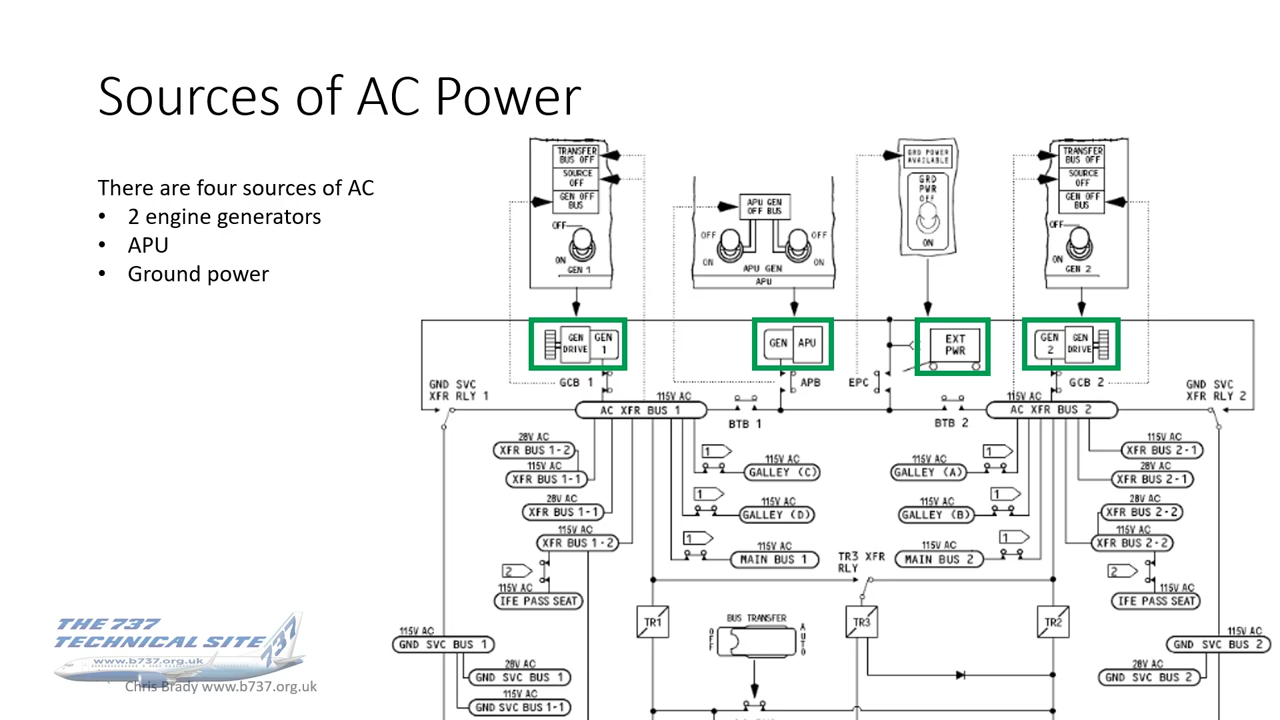 Sources of AC Power
There are four sources of AC
• 2 engine generators
• APU
• Ground power
TRANSFER
BUS OFF
SOURCE
OFF
GEN OFF
BUS
OFF
ON
GEN 1
APU GEN
OFF BUS
OFF
OFF
ON
ON
APU GEN
APU
GRD POWER
AVAILABLE
GRD
PWR
OFF
ON
TRANSFER
BUS OFF
SOURCE
OFF
GEN OFF
BUS
OFF
ON
GEN 2
GEN
DRIVE
GEN
1
GEN
APU
EXT
PWR
GEN
2
GEN
DRIVE
GND SVC
XFR RLY 1
GCB 1
APB
EPC
GCB 2
GND SVC
XFR RLY 2
115V AC
AC XFR BUS 1
BTB 1
BTB 2
115V AC
AC XFR BUS 2
28V AC
XFR BUS 1-2
115V AC
XFR BUS 1-1
28V AC
XFR BUS 1-1
115V AC
XFR BUS 1-2
2
115V AC
IFE PASS SEAT
1
115V AC
GALLEY (C)
1
115V AC
GALLEY (D)
1
115V AC
MAIN BUS 1
115V AC
GALLEY (A)
1
115V AC
GALLEY (B)
1
115V AC
MAIN BUS 2
1
115V AC
XFR BUS 2-1
28V AC
XFR BUS 2-1
28V AC
XFR BUS 2-2
115V AC
XFR BUS 2-2
2
115V AC
IFE PASS SEAT
TR3 XFR
RLY
TR1
TR3
TR2
BUS TRANSFER
OFF
AUTO
115V AC
GND SVC BUS 1
28V AC
GND SVC BUS 1
115V AC
GND SVC BUS 1-1
115V AC
GND SVC BUS 2
28V AC
GND SVC BUS 2
THE 737
TECHNICAL SITE
737
www.b737.org.uk
Chris Brady www.b737.org.uk